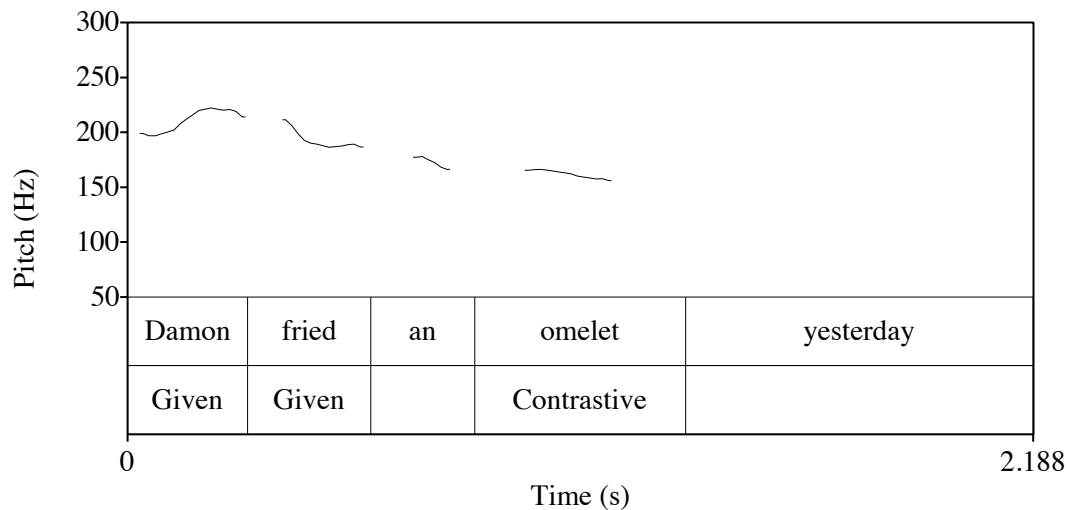 300
250
200
150
100
50
Pitch (Hz)
Damon fried an omelet yesterday
Given Given Contrastive
0 2.188
Time (s)